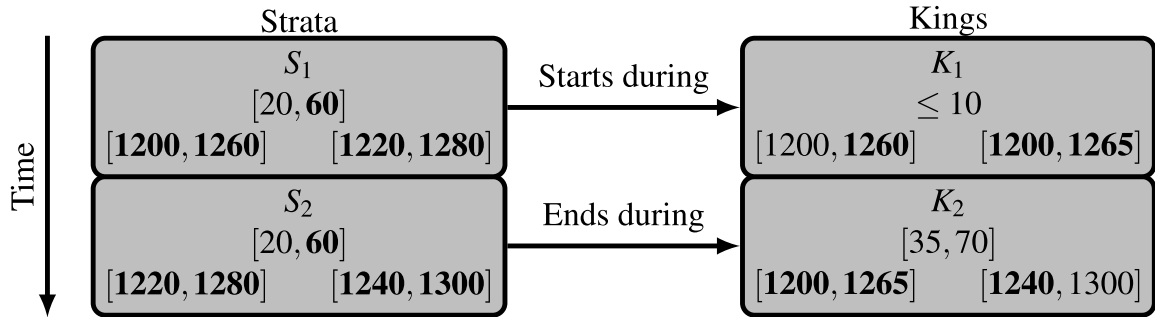 Strata
Kings
Time
S₁
[20, 60]
[1200, 1260] [1220, 1280]
Starts during
K₁
≤ 10
[1200, 1260] [1200, 1265]
S₂
[20, 60]
[1220, 1280] [1240, 1300]
Ends during
K₂
[35, 70]
[1200, 1265] [1240, 1300]